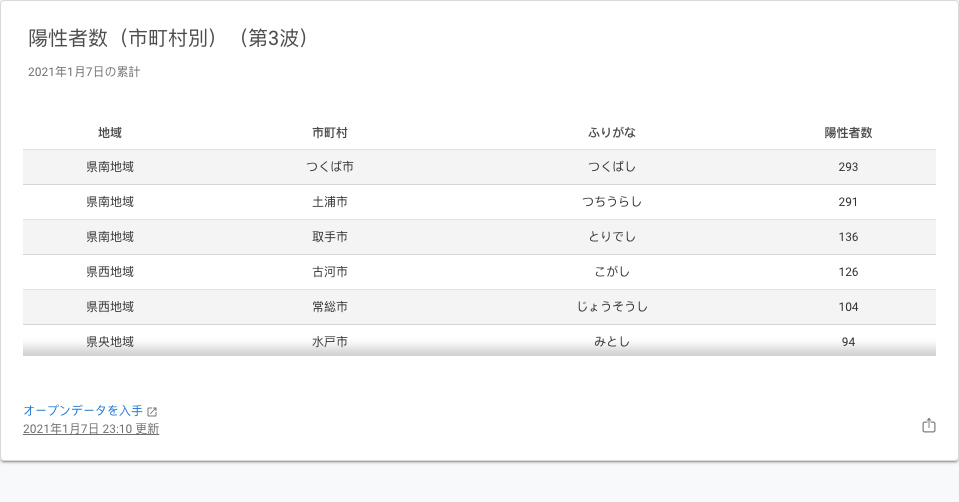 陽性者数（市町村別）（第3波）
2021年1月7日の累計
地域 市町村 ふりがな 陽性者数
県南地域 つくば市 つくばし 293
県南地域 土浦市 つちうらし 291
県南地域 取手市 とりでし 136
県西地域 古河市 こがし 126
県西地域 常総市 じょうそうし 104
県央地域 水戸市 みとし 94
オープンデータを入手
2021年1月7日 23:10 更新